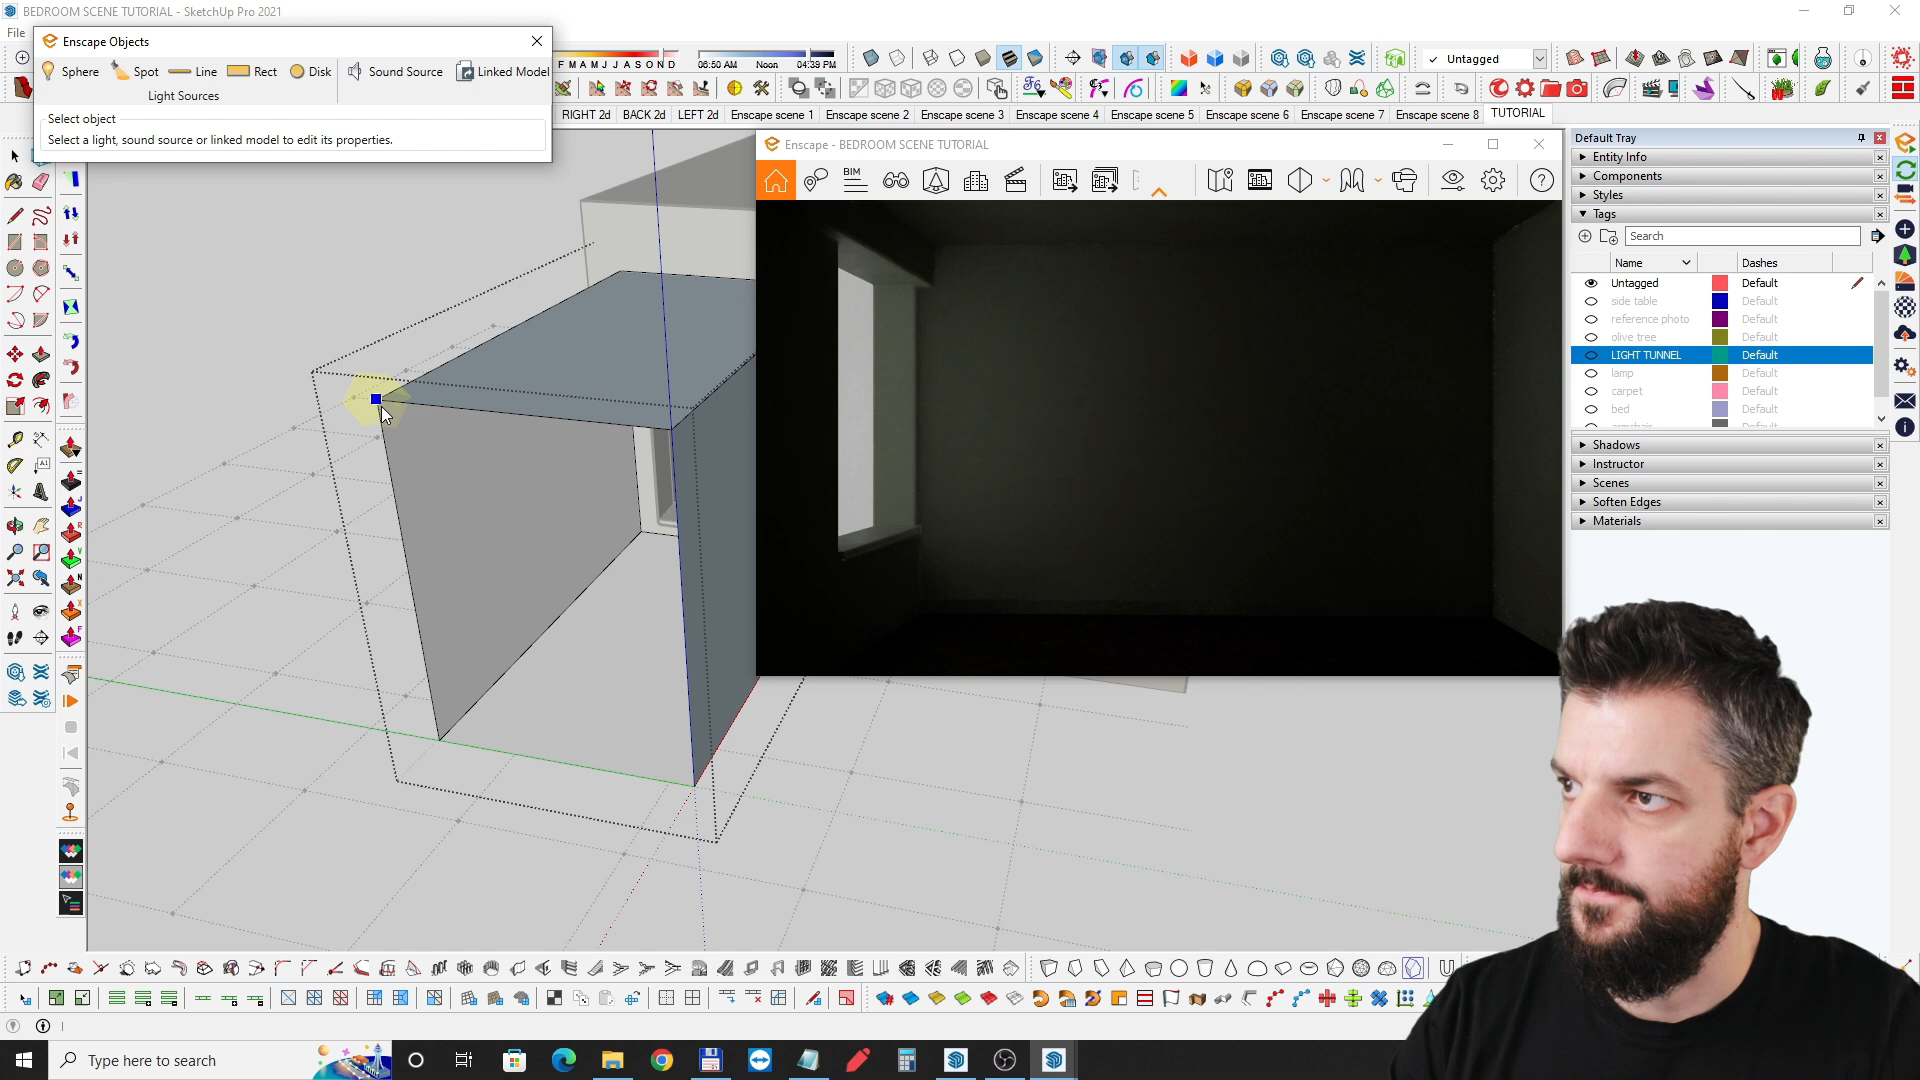 BEDROOM SCENE TUTORIAL - SketchUp Pro 2021
File
Enscape Objects
Sphere Spot Line Rect Disk Sound Source Linked Model
Light Sources
Select object
Select a light, sound source or linked model to edit its properties.
F M A M J J A S O N D
06:50 AM Noon 04:39 PM
Untagged
RIGHT 2d BACK 2d LEFT 2d Enscape scene 1 Enscape scene 2 Enscape scene 3 Enscape scene 4 Enscape scene 5 Enscape scene 6 Enscape scene 7 Enscape scene 8 TUTORIAL
Enscape - BEDROOM SCENE TUTORIAL
BIM
Default Tray
Entity Info
Components
Styles
Tags
Search
Name Dashes
Untagged Default
side table Default
reference photo Default
olive tree Default
LIGHT TUNNEL Default
lamp Default
carpet Default
bed Default
armchair Default
Shadows
Instructor
Scenes
Soften Edges
Materials
Type here to search